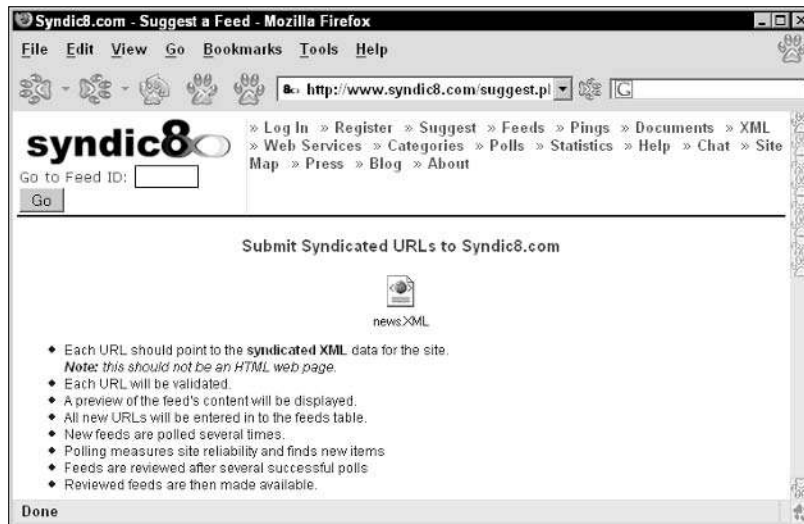 Syndic8.com - Suggest a Feed - Mozilla Firefox
File Edit View Go Bookmarks Tools Help
8 http://www.syndic8.com/suggest.pl G
syndic8
Go to Feed ID:
Go
» Log In » Register » Suggest » Feeds » Pings » Documents » XML
» Web Services » Categories » Polls » Statistics » Help » Chat » Site
Map » Press » Blog » About
Submit Syndicated URLs to Syndic8.com
news.XML
◆ Each URL should point to the syndicated XML data for the site.
Note: this should not be an HTML web page.
◆ Each URL will be validated.
◆ A preview of the feed's content will be displayed.
◆ All new URLs will be entered in to the feeds table.
◆ New feeds are polled several times.
◆ Polling measures site reliability and finds new items
◆ Feeds are reviewed after several successful polls
◆ Reviewed feeds are then made available.
Done